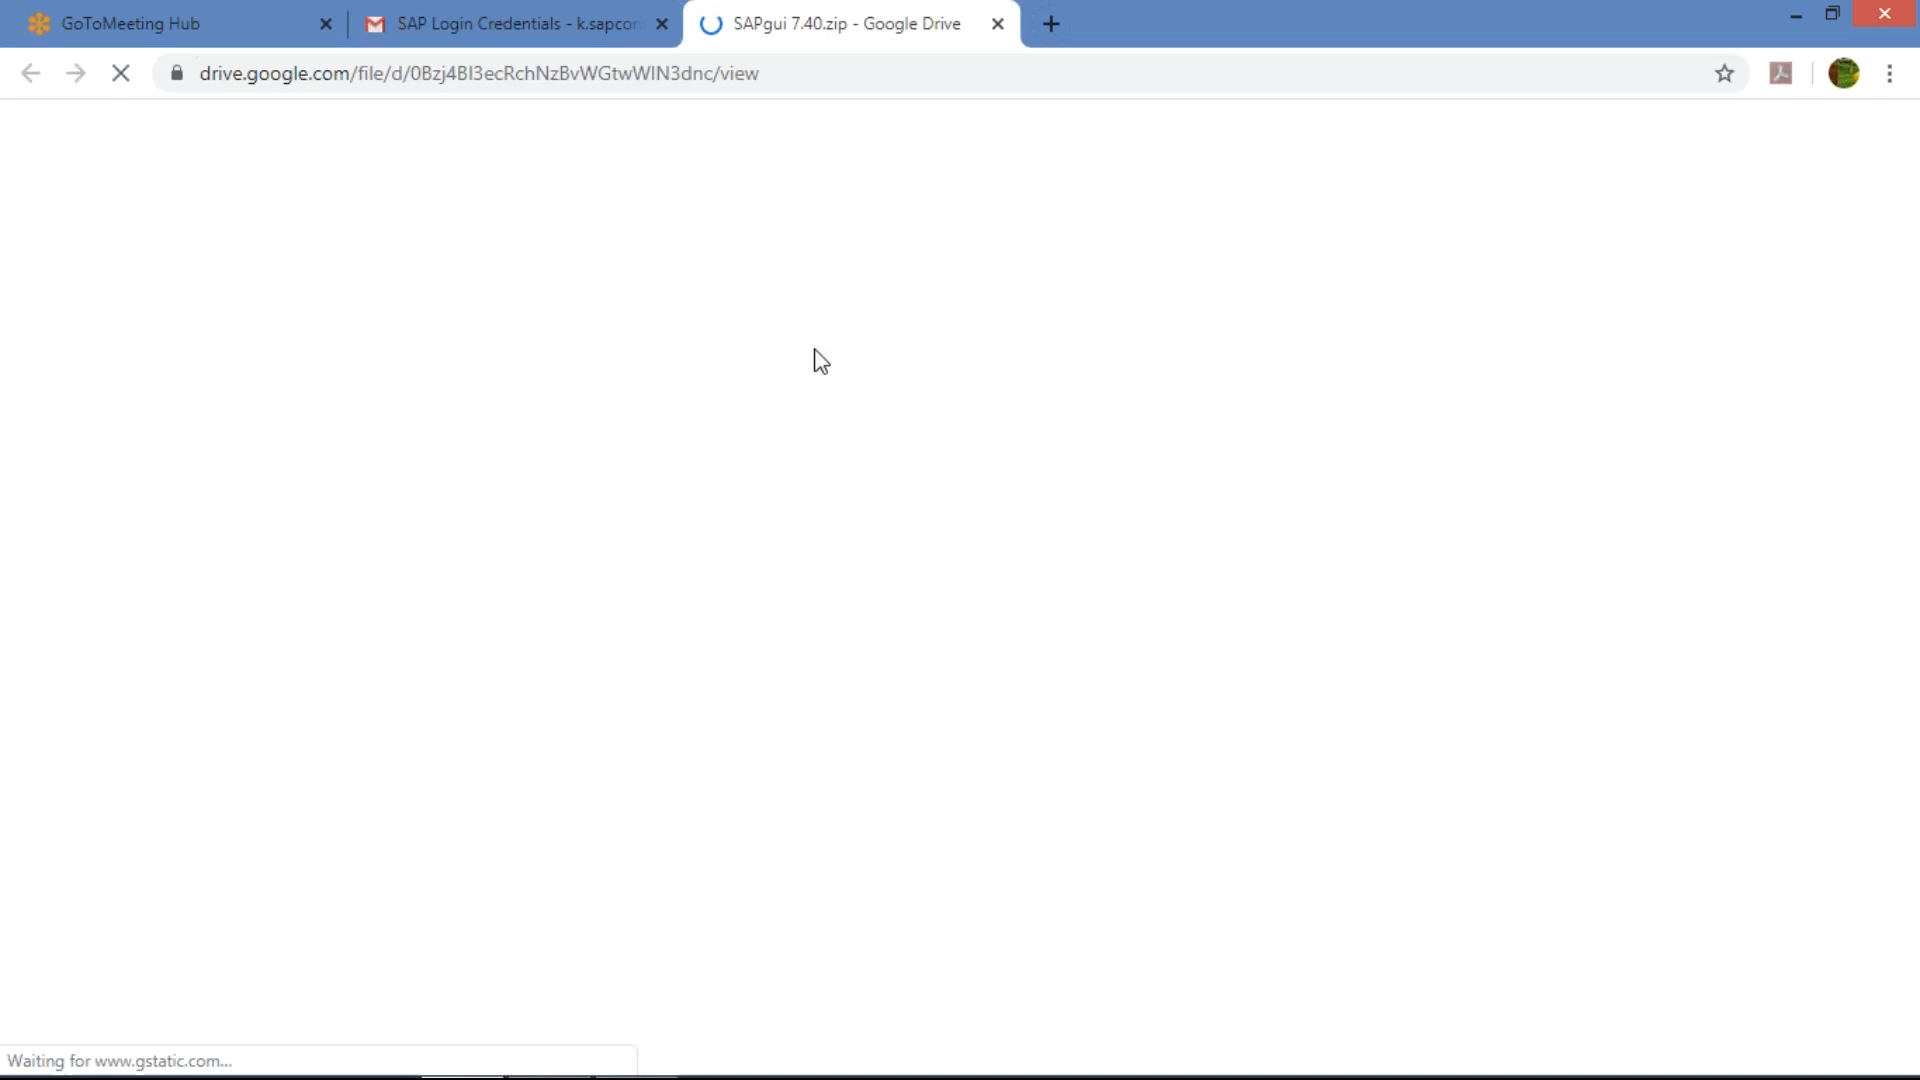 GoToMeeting Hub
SAP Login Credentials - k.sapcon
SAPgui 7.40.zip - Google Drive
drive.google.com/file/d/0Bzj4BI3ecRchNzBvWGtwWlN3dnc/view
Waiting for www.gstatic.com...